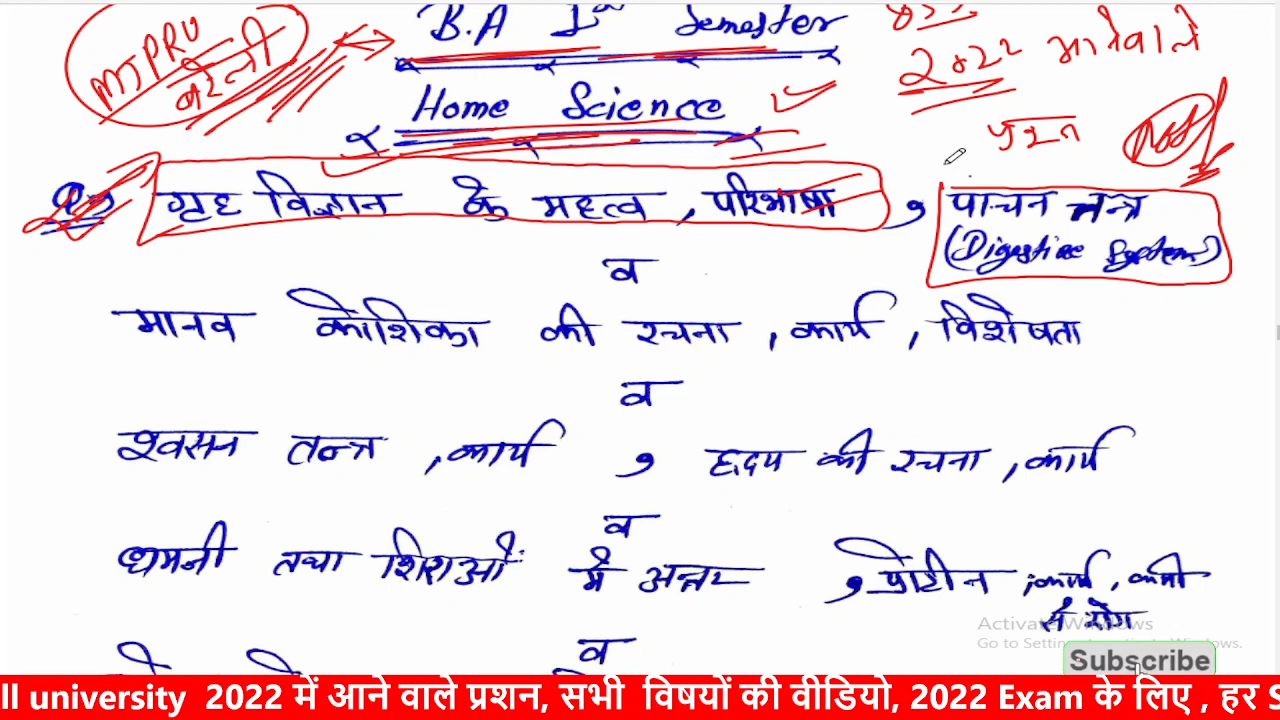 B.A Ist Semester
MJPRU
बरेली
2022 आनेवाले
Home Science
प्रश्न
गृह विज्ञान के महत्व, परिभाषा, पाचन तन्त्र
(Digestive System)
व
मानव कोशिका की रचना, कार्य, विशेषता
व
श्वसन तन्त्र, कार्य, हृदय की रचना, कार्य
व
धमनी तथा शिराओं में अन्तर, प्रोटीन, कार्य, कमी
से रोग
व
Activate Windows
Go to Settings to activate Windows.
Subscribe
ll university 2022 में आने वाले प्रशन, सभी विषयों की वीडियो, 2022 Exam के लिए , हर S